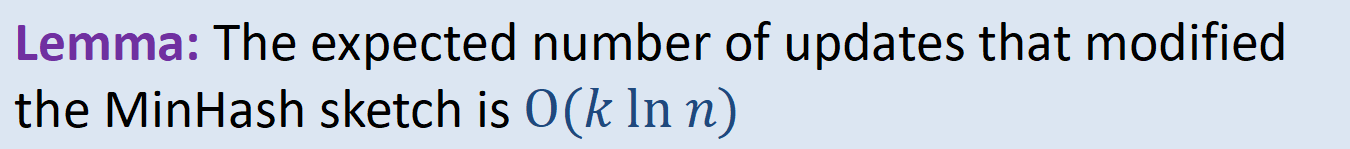 Lemma: The expected number of updates that modified
the MinHash sketch is O(k ln n)